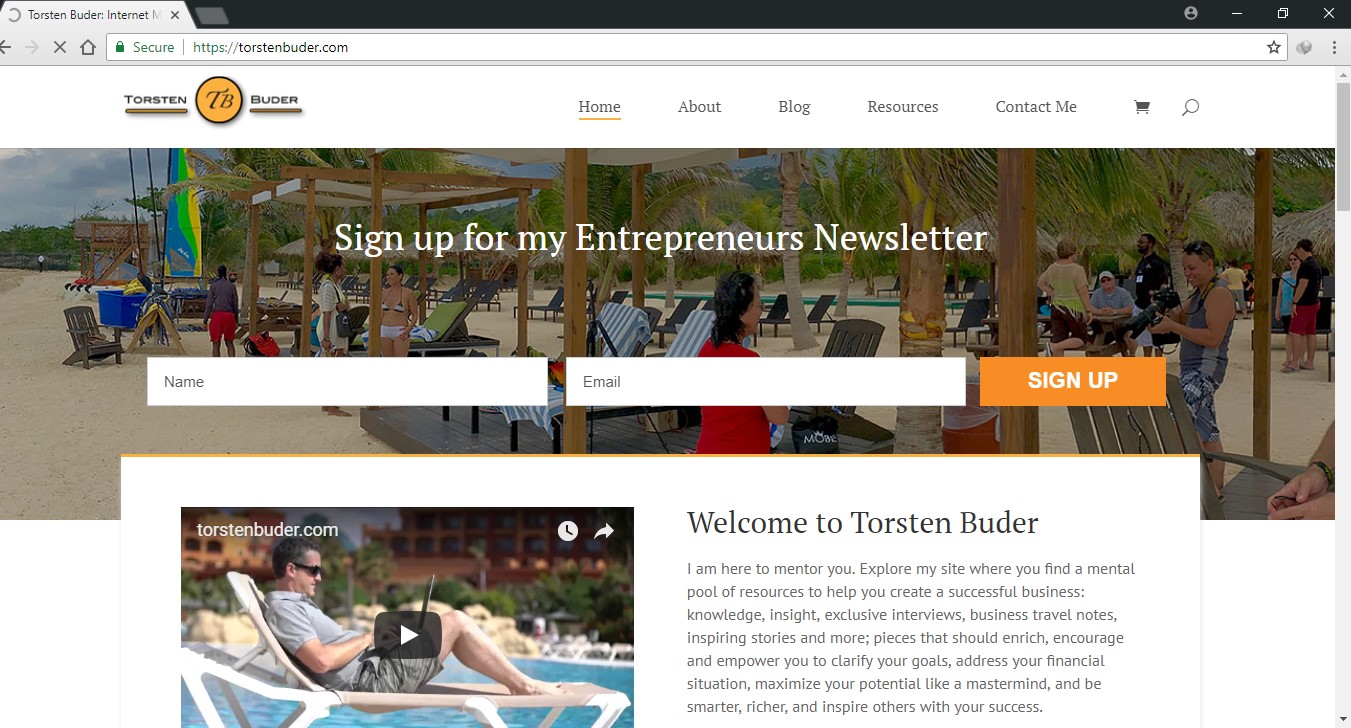 Torsten Buder: Internet M
Secure
https://torstenbuder.com
TORSTEN TB BUDER
Home
About
Blog
Resources
Contact Me
Sign up for my Entrepreneurs Newsletter
Name
Email
SIGN UP
MOBE
torstenbuder.com
Welcome to Torsten Buder
I am here to mentor you. Explore my site where you find a mental
pool of resources to help you create a successful business:
knowledge, insight, exclusive interviews, business travel notes,
inspiring stories and more; pieces that should enrich, encourage
and empower you to clarify your goals, address your financial
situation, maximize your potential like a mastermind, and be
smarter, richer, and inspire others with your success.